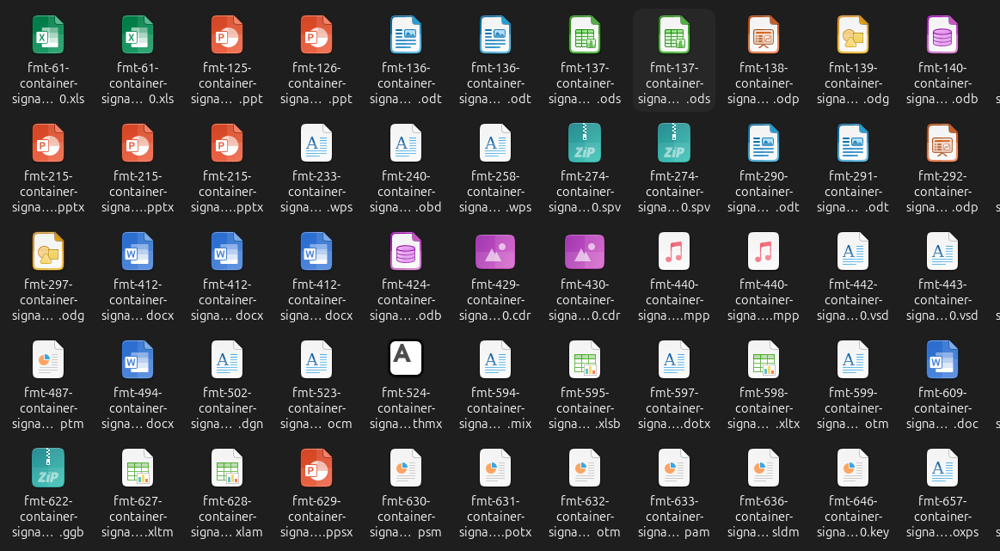 X
fmt-61-
container-
signa… 0.xls
X
fmt-61-
container-
signa… 0.xls
P
fmt-125-
container-
signa… .ppt
P
fmt-126-
container-
signa… .ppt
fmt-136-
container-
signa… .odt
fmt-136-
container-
signa… .odt
fmt-137-
container-
signa… .ods
fmt-137-
container-
signa… .ods
fmt-138-
container-
signa… .odp
fmt-139-
container-
signa… .odg
fmt-140-
container-
signa… .odb
P
fmt-215-
container-
signa….pptx
P
fmt-215-
container-
signa….pptx
P
fmt-215-
container-
signa….pptx
A
fmt-233-
container-
signa… .wps
A
fmt-240-
container-
signa… .obd
A
fmt-258-
container-
signa… .wps
ZiP
fmt-274-
container-
signa…0.spv
ZiP
fmt-274-
container-
signa…0.spv
fmt-290-
container-
signa… .odt
fmt-291-
container-
signa… .odt
fmt-292-
container-
signa… .odp
fmt-297-
container-
signa… .odg
W
fmt-412-
container-
signa… docx
W
fmt-412-
container-
signa… docx
W
fmt-412-
container-
signa… docx
fmt-424-
container-
signa… .odb
fmt-429-
container-
signa…0.cdr
fmt-430-
container-
signa…0.cdr
fmt-440-
container-
signa….mpp
fmt-440-
container-
signa….mpp
A
fmt-442-
container-
signa…0.vsd
A
fmt-443-
container-
signa…0.vsd
fmt-487-
container-
signa… ptm
W
fmt-494-
container-
signa… docx
A
fmt-502-
container-
signa… .dgn
A
fmt-523-
container-
signa… ocm
A
fmt-524-
container-
signa….thmx
A
fmt-594-
container-
signa… .mix
fmt-595-
container-
signa… .xlsb
A
fmt-597-
container-
signa….dotx
fmt-598-
container-
signa… .xltx
A
fmt-599-
container-
signa… otm
W
fmt-609-
container-
signa… .doc
ZiP
fmt-622-
container-
signa… .ggb
fmt-627-
container-
signa….xltm
fmt-628-
container-
signa… xlam
P
fmt-629-
container-
signa….ppsx
fmt-630-
container-
signa… psm
fmt-631-
container-
signa….potx
fmt-632-
container-
signa… otm
fmt-633-
container-
signa… pam
fmt-636-
container-
signa… sldm
fmt-646-
container-
signa…0.key
A
fmt-657-
container-
signa….oxps